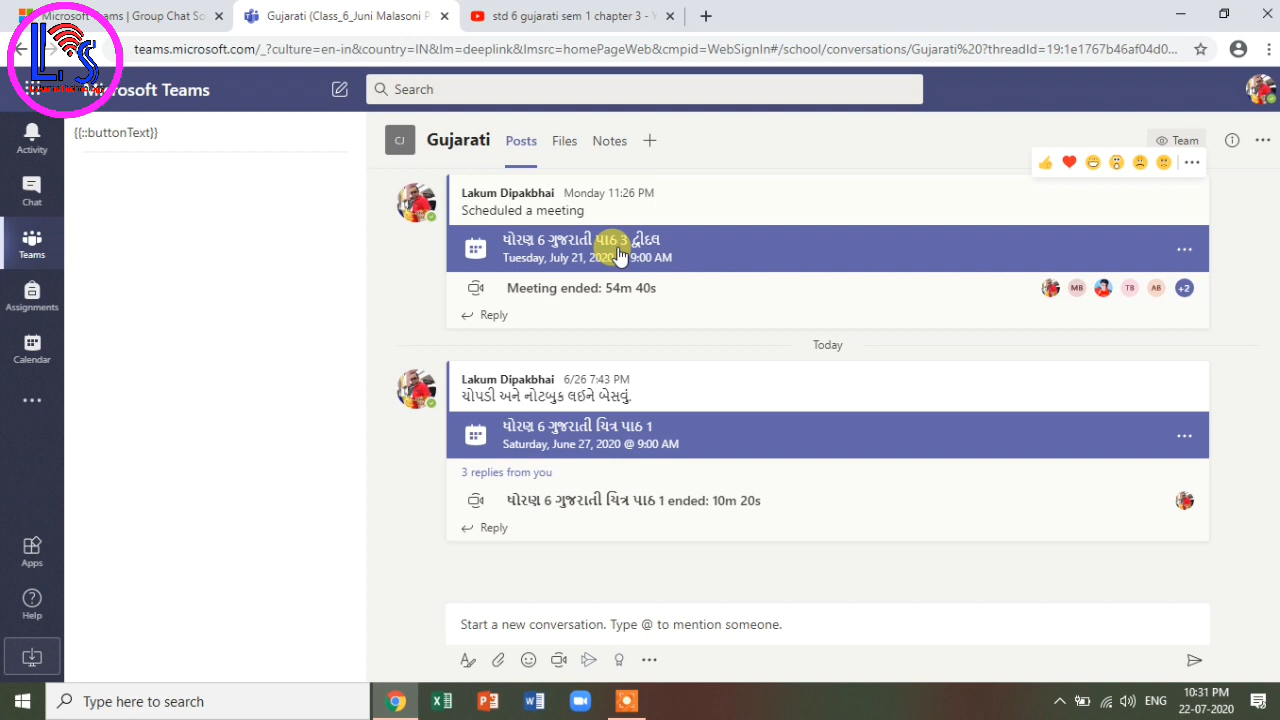 Microsoft Teams | Group Chat So
Gujarati (Class_6_Juni Malasoni P
std 6 gujarati sem 1 chapter 3 - Y
teams.microsoft.com/_?culture=en-in&country=IN&lm=deeplink&lmsrc=homePageWeb&cmpid=WebSignIn#/school/conversations/Gujarati%20?threadId=19:1e1767b46af04d0...
L.S
Microsoft Teams
Search
Activity
Chat
Teams
Assignments
Calendar
Apps
Help
{{::buttonText}}
CJ
Gujarati
Posts
Files
Notes
Team
Lakum Dipakbhai Monday 11:26 PM
Scheduled a meeting
ધોરણ 6 ગુજરાતી પાઠ 3 દ્વીદલ
Tuesday, July 21, 2020 @ 9:00 AM
Meeting ended: 54m 40s
MB
TB
AB
+2
Reply
Today
Lakum Dipakbhai 6/26 7:43 PM
ચોપડી અને નોટબુક લઈને બેસવું.
ધોરણ 6 ગુજરાતી ચિત્ર પાઠ 1
Saturday, June 27, 2020 @ 9:00 AM
3 replies from you
ધોરણ 6 ગુજરાતી ચિત્ર પાઠ 1 ended: 10m 20s
Reply
Start a new conversation. Type @ to mention someone.
Type here to search
ENG
10:31 PM
22-07-2020